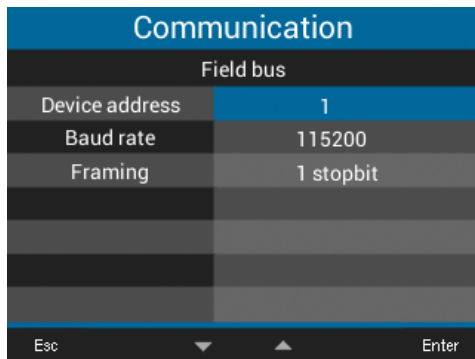 Communication
Field bus
Device address 1
Baud rate 115200
Framing 1 stopbit
Esc Enter